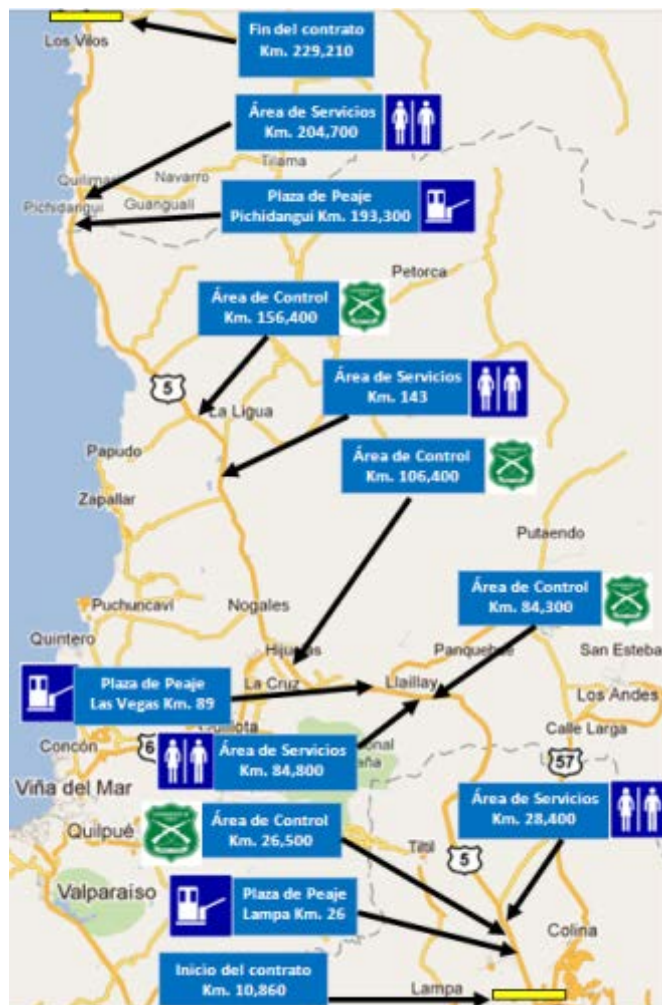 Fin del contrato
Km. 229,210
Los Vilos
Área de Servicios
Km. 204,700
Tilama
Navarro
Pichidangui
Guanguali
Plaza de Peaje
Pichidangui Km. 193,300
Petorca
Área de Control
Km. 156,400
5
La Ligua
Área de Servicios
Km. 143
Papudo
Zapallar
Área de Control
Km. 106,400
Putaendo
Área de Control
Km. 84,300
Puchuncaví
Nogales
Quintero
Hijuelas
San Esteba
Plaza de Peaje
Las Vegas Km. 89
La Cruz
Llaillay
Los Andes
Calle Larga
Concón
6
Área de Servicios
Km. 84,800
57
Viña del Mar
Área de Servicios
Km. 28,400
Quilpué
Área de Control
Km. 26,500
Tiltil
5
Valparaíso
Plaza de Peaje
Lampa Km. 26
Colina
Inicio del contrato
Km. 10,860
Lampa